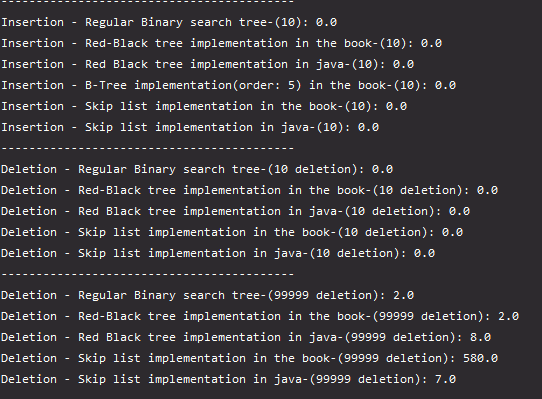 ------------------------------------------
Insertion - Regular Binary search tree-(10): 0.0
Insertion - Red-Black tree implementation in the book-(10): 0.0
Insertion - Red Black tree implementation in java-(10): 0.0
Insertion - B-Tree implementation(order: 5) in the book-(10): 0.0
Insertion - Skip list implementation in the book-(10): 0.0
Insertion - Skip list implementation in java-(10): 0.0
------------------------------------------
Deletion - Regular Binary search tree-(10 deletion): 0.0
Deletion - Red-Black tree implementation in the book-(10 deletion): 0.0
Deletion - Red Black tree implementation in java-(10 deletion): 0.0
Deletion - Skip list implementation in the book-(10 deletion): 0.0
Deletion - Skip list implementation in java-(10 deletion): 0.0
------------------------------------------
Deletion - Regular Binary search tree-(99999 deletion): 2.0
Deletion - Red-Black tree implementation in the book-(99999 deletion): 2.0
Deletion - Red Black tree implementation in java-(99999 deletion): 8.0
Deletion - Skip list implementation in the book-(99999 deletion): 580.0
Deletion - Skip list implementation in java-(99999 deletion): 7.0